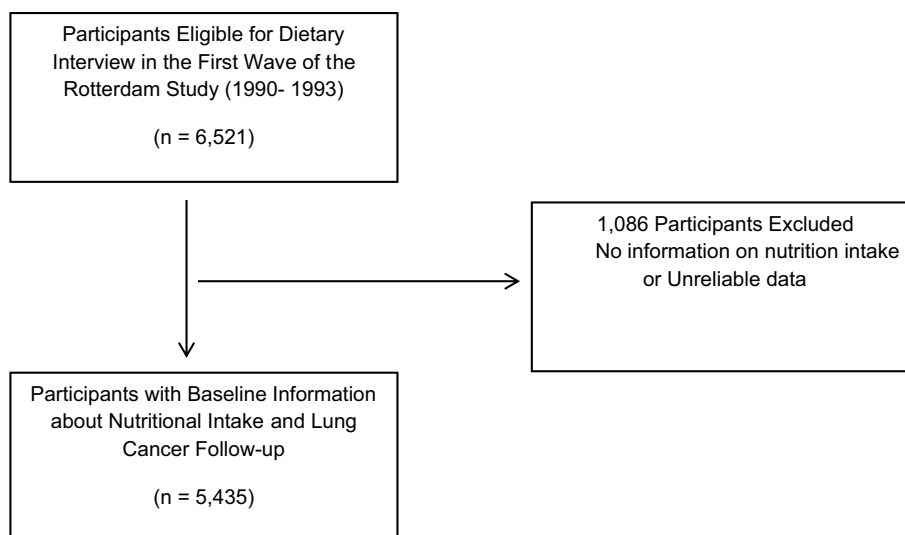 Participants Eligible for Dietary
Interview in the First Wave of the
Rotterdam Study (1990- 1993)
(n = 6,521)
1,086 Participants Excluded
No information on nutrition intake
or Unreliable data
Participants with Baseline Information
about Nutritional Intake and Lung
Cancer Follow-up
(n = 5,435)